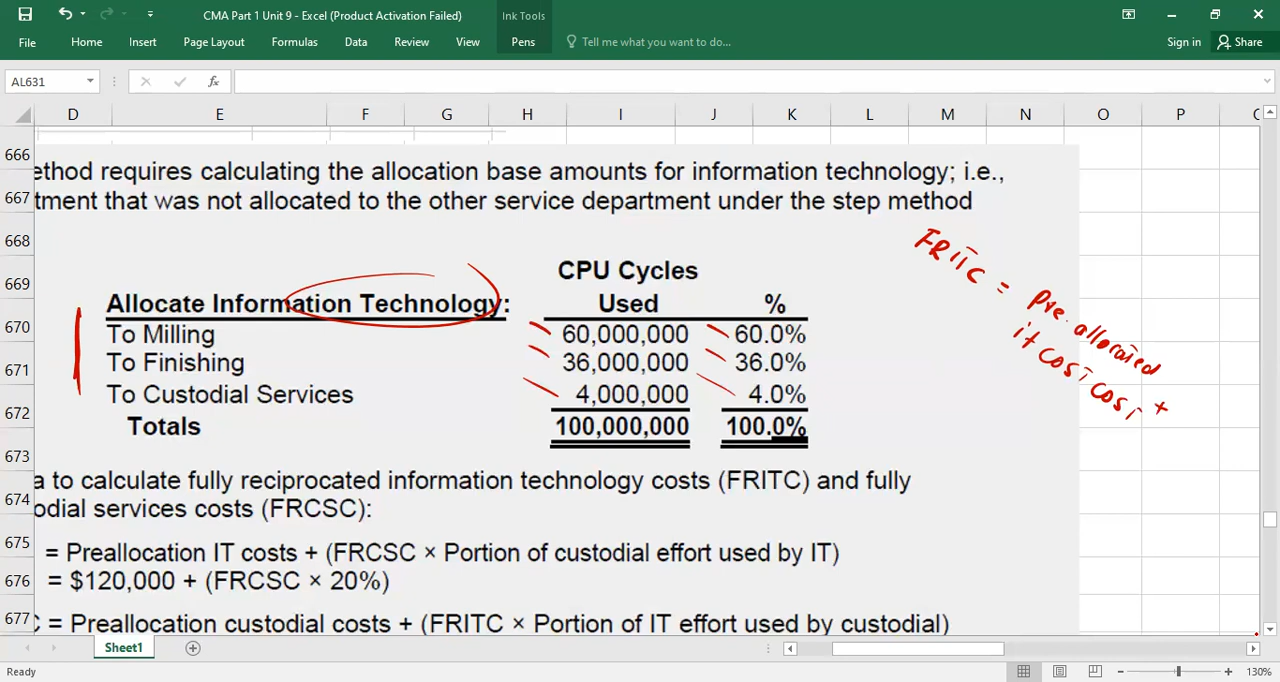 CMA Part 1 Unit 9 - Excel (Product Activation Failed)
Ink Tools
File Home Insert Page Layout Formulas Data Review View Pens Tell me what you want to do... Sign in Share
AL631 fx
D E F G H I J K L M N O P
666
667
668
669
670
671
672
673
674
675
676
677
ethod requires calculating the allocation base amounts for information technology; i.e.,
tment that was not allocated to the other service department under the step method
CPU Cycles
Allocate Information Technology: Used %
To Milling 60,000,000 60.0%
To Finishing 36,000,000 36.0%
To Custodial Services 4,000,000 4.0%
Totals 100,000,000 100.0%
FRITC = Pre. allocated
it cost cost +
a to calculate fully reciprocated information technology costs (FRITC) and fully
odial services costs (FRCSC):
= Preallocation IT costs + (FRCSC × Portion of custodial effort used by IT)
= $120,000 + (FRCSC × 20%)
C = Preallocation custodial costs + (FRITC × Portion of IT effort used by custodial)
Sheet1
Ready
130%